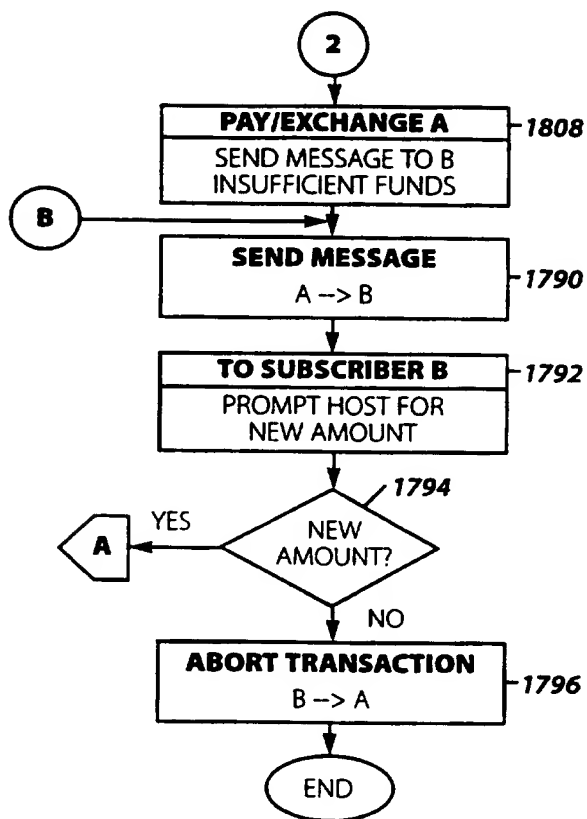 2
PAY/EXCHANGE A
1808
SEND MESSAGE TO B
INSUFFICIENT FUNDS
B
SEND MESSAGE
A --> B
1790
TO SUBSCRIBER B
1792
PROMPT HOST FOR
NEW AMOUNT
1794
YES
A
NEW
AMOUNT?
NO
ABORT TRANSACTION
B --> A
1796
END